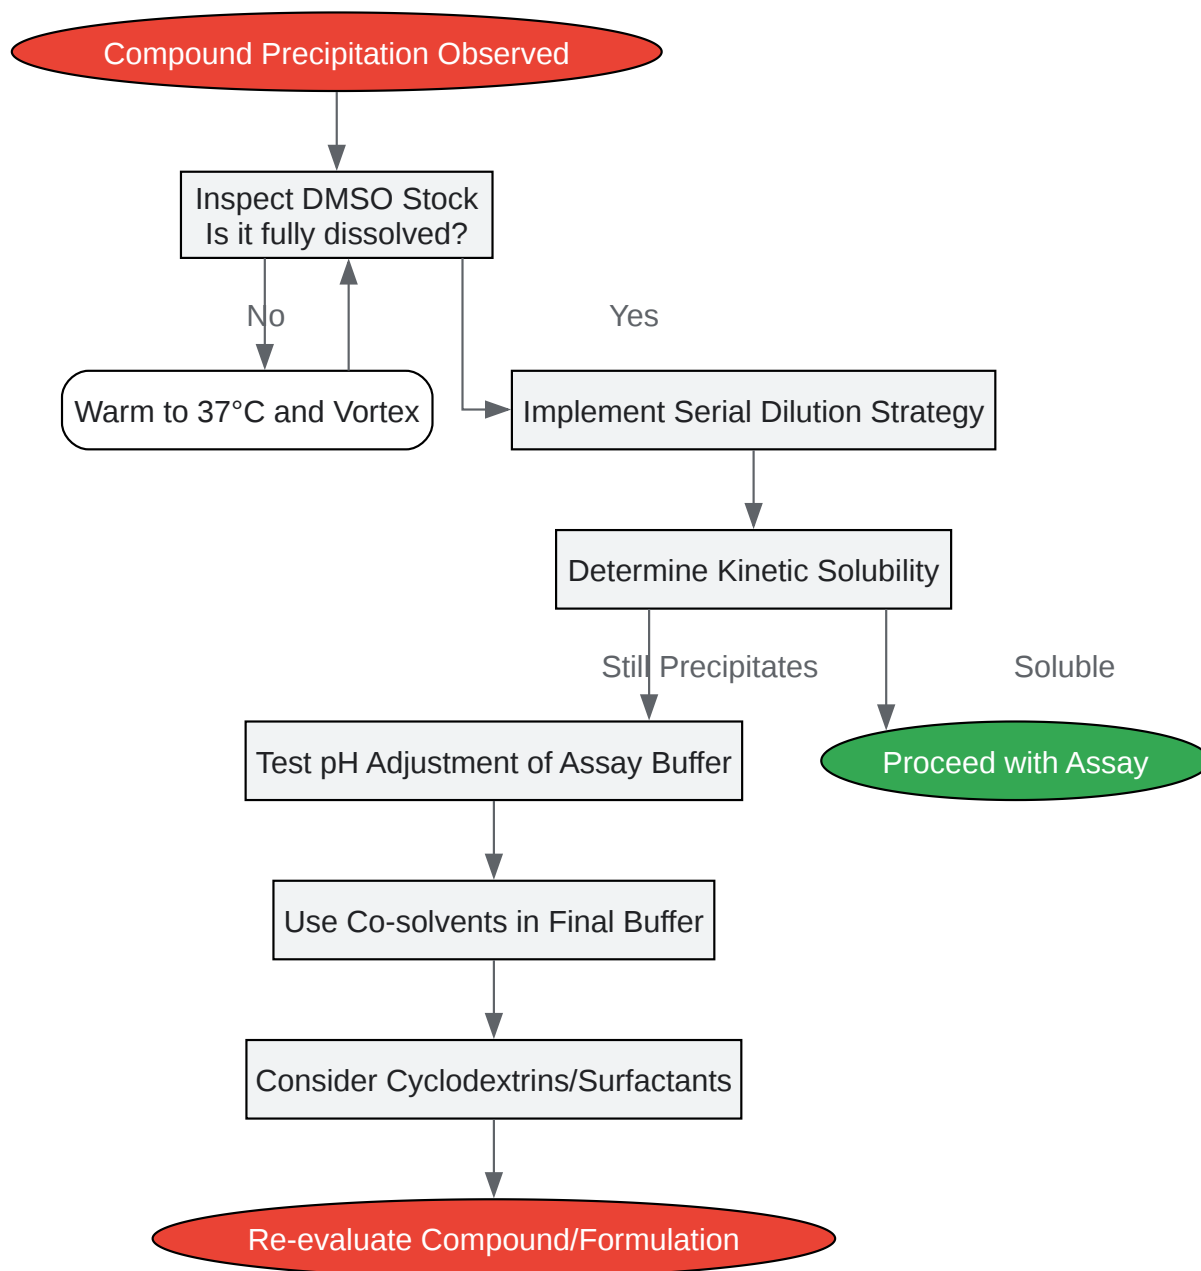 Compound Precipitation Observed
Inspect DMSO Stock
Is it fully dissolved?
No
Yes
Warm to 37°C and Vortex
Implement Serial Dilution Strategy
Determine Kinetic Solubility
Still Precipitates
Soluble
Test pH Adjustment of Assay Buffer
Proceed with Assay
Use Co-solvents in Final Buffer
Consider Cyclodextrins/Surfactants
Re-evaluate Compound/Formulation